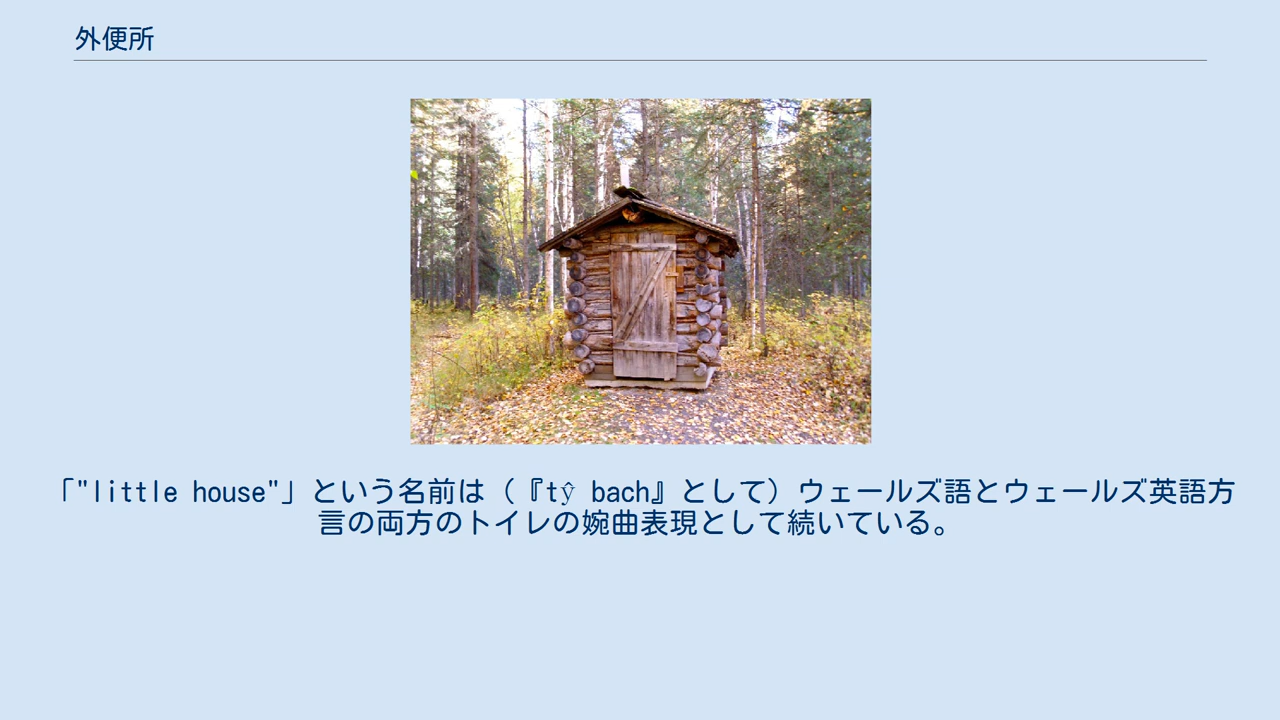 外便所
「"little house"」という名前は（『tŷ bach』として）ウェールズ語とウェールズ英語方
言の両方のトイレの婉曲表現として続いている。